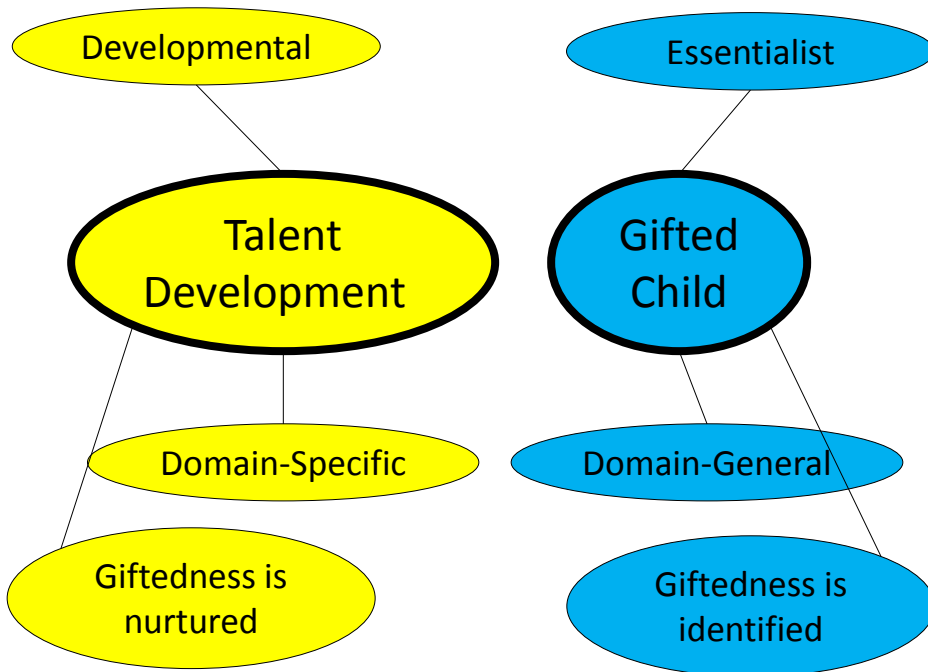 Developmental
Essentialist
Talent
Development
Gifted
Child
Domain-Specific
Domain-General
Giftedness is
nurtured
Giftedness is
identified